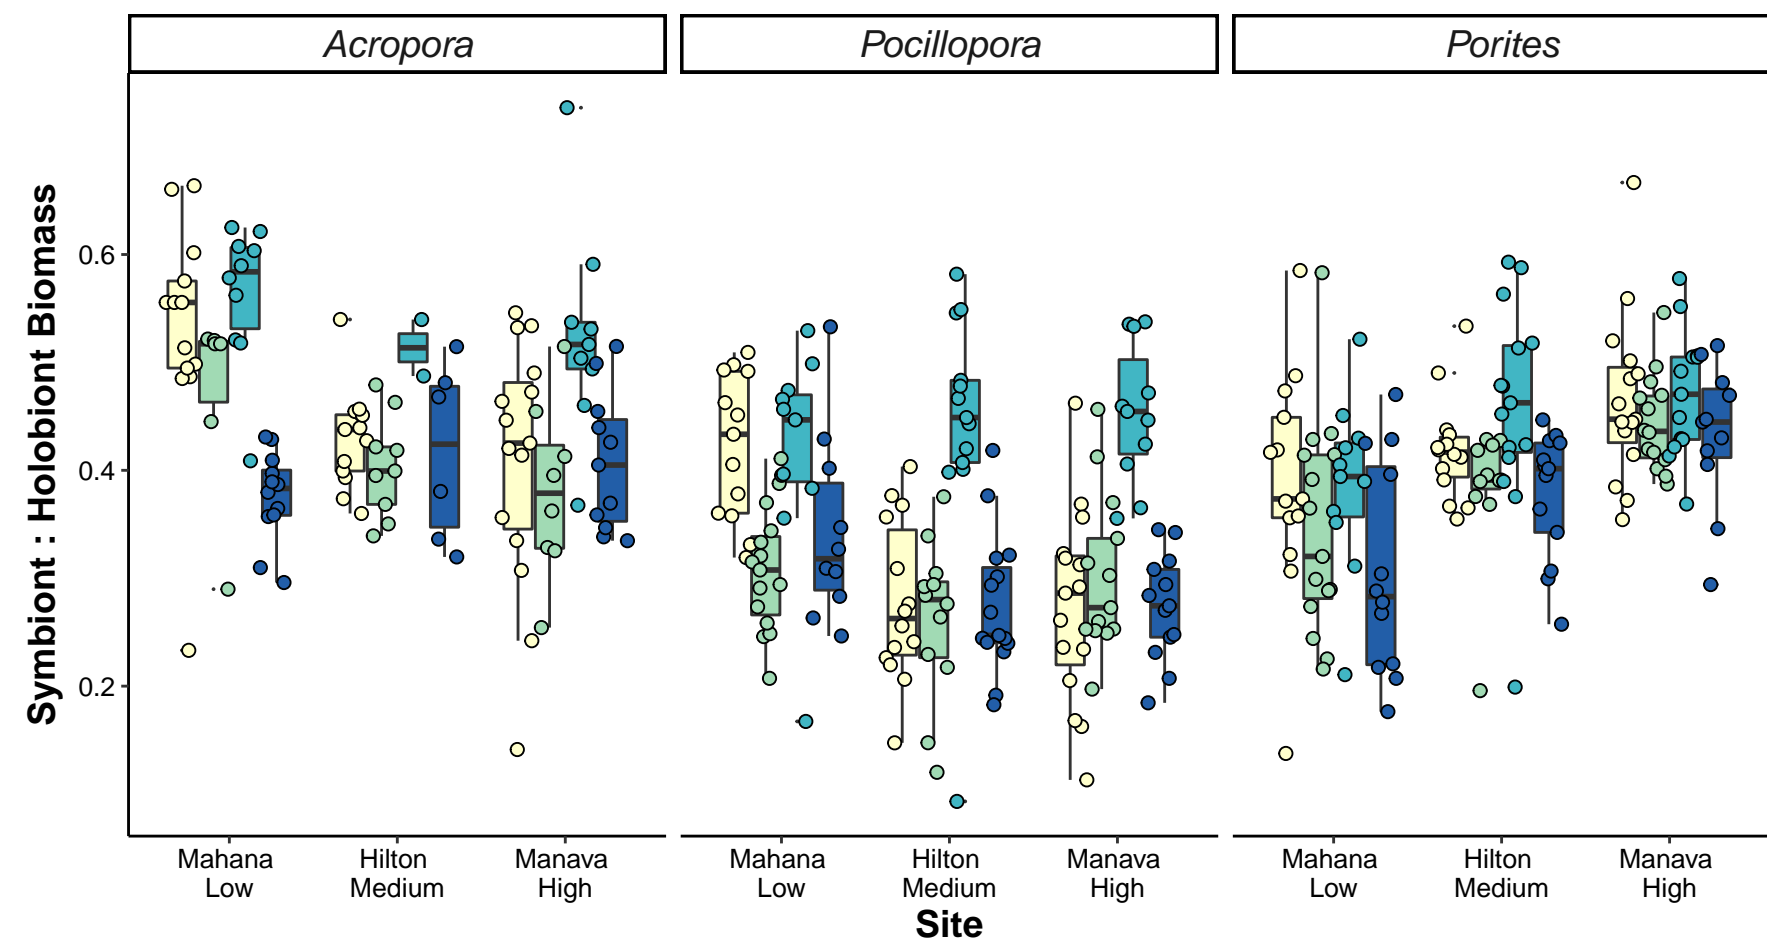 Acropora
Pocillopora
Porites
Symbiont : Holobiont Biomass
0.6
0.4
0.2
Mahana
Low
Hilton
Medium
Manava
High
Mahana
Low
Hilton
Medium
Manava
High
Mahana
Low
Hilton
Medium
Manava
High
Site